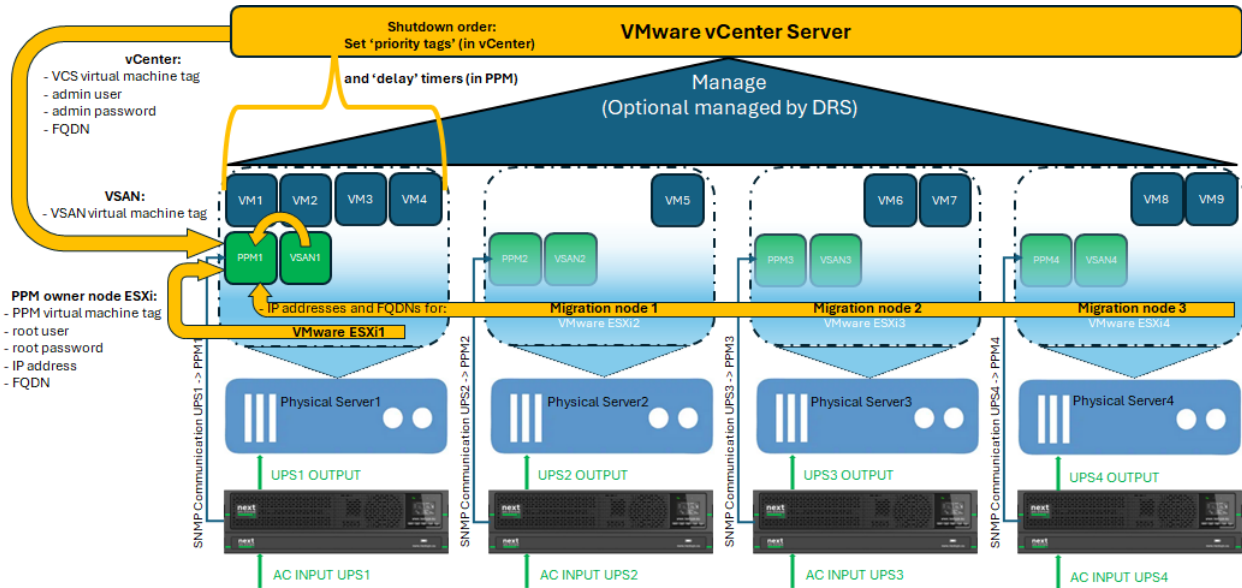 Shutdown order:
Set ‘priority tags’ (in vCenter)
VMware vCenter Server
and ‘delay’ timers (in PPM)
Manage
(Optional managed by DRS)
vCenter:
- VCS virtual machine tag
- admin user
- admin password
- FQDN
VSAN:
- VSAN virtual machine tag
PPM owner node ESXi:
- PPM virtual machine tag
- root user
- root password
- IP address
- FQDN
VM1
VM2
VM3
VM4
VM5
VM6
VM7
VM8
VM9
PPM1
VSAN1
PPM2
VSAN2
PPM3
VSAN3
PPM4
VSAN4
- IP addresses and FQDNs for:
Migration node 1
Migration node 2
Migration node 3
VMware ESXi1
VMware ESXi2
VMware ESXi3
VMware ESXi4
SNMP Communication UPS1 -> PPM1
SNMP Communication UPS2 -> PPM2
SNMP Communication UPS3 -> PPM3
SNMP Communication UPS4 -> PPM4
Physical Server1
Physical Server2
Physical Server3
Physical Server4
UPS1 OUTPUT
UPS2 OUTPUT
UPS3 OUTPUT
UPS4 OUTPUT
next
next
next
next
AC INPUT UPS1
AC INPUT UPS2
AC INPUT UPS3
AC INPUT UPS4